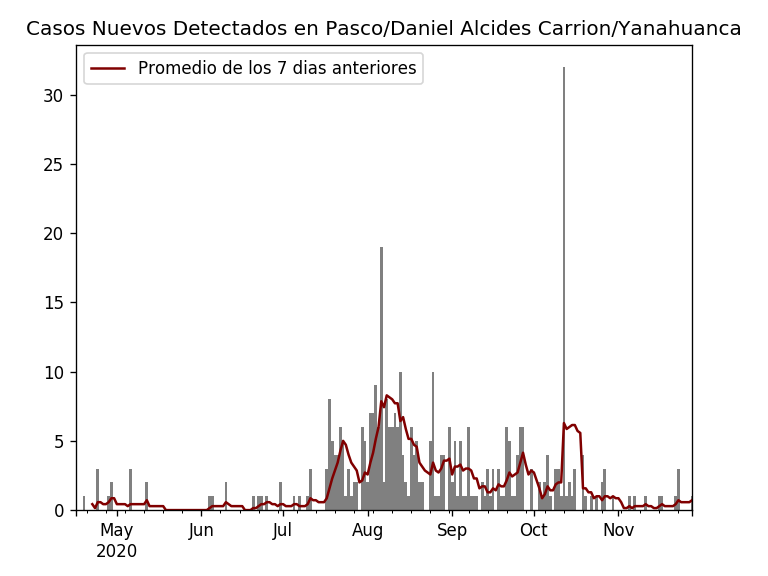 Casos Nuevos Detectados en Pasco/Daniel Alcides Carrion/Yanahuanca
Promedio de los 7 dias anteriores
30
25
20
15
10
5
0
May Jun Jul Aug Sep Oct Nov
2020